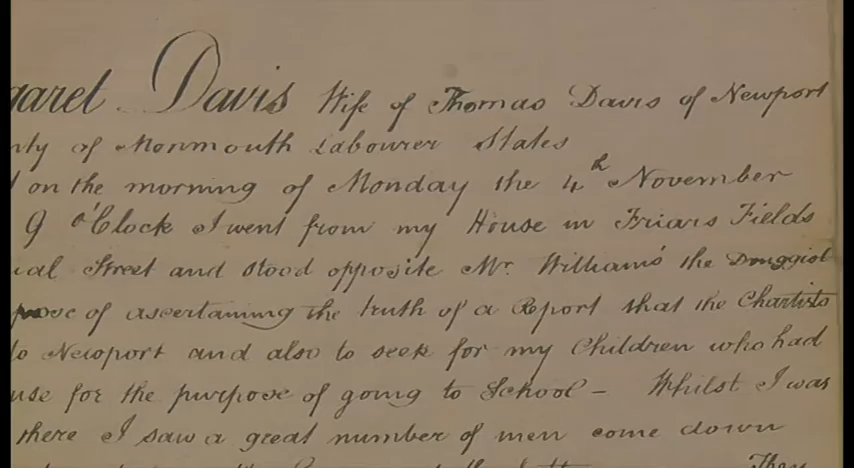 garet Davis Wife of Thomas Davis of Newport
nty of Monmouth Labourer States
on the morning of Monday the 4th November
9 o'Clock I went from my House in Friars Fields
ial Street and stood opposite Mr. Williams' the Druggist
pose of ascertaining the truth of a Report that the Chartists
to Newport and also to seek for my Children who had
use for the purpose of going to School – Whilst I was
there I saw a great number of men come down
They